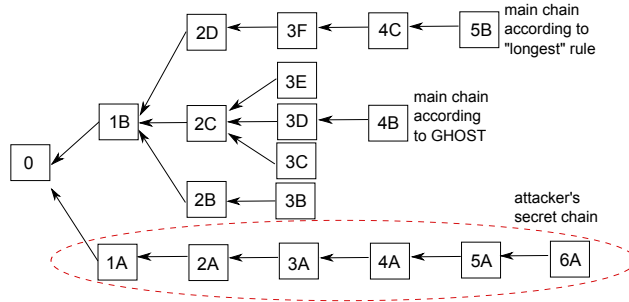 2D
3F
4C
5B
main chain
according to
"longest" rule
3E
1B
2C
3D
4B
main chain
according
to GHOST
0
3C
2B
3B
attacker's
secret chain
1A
2A
3A
4A
5A
6A